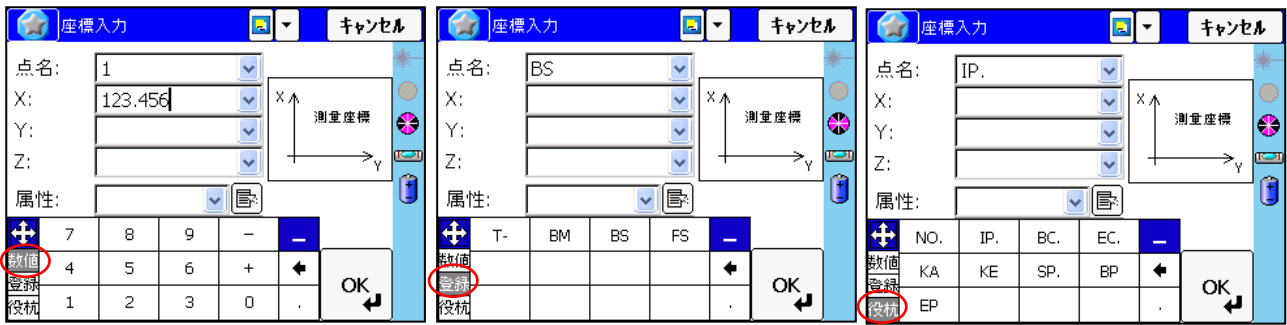 座標入力 キャンセル
点名: 1
X: 123.456
Y:
Z:
属性:
X
測量座標
Y
7 8 9 −
数値
4 5 6 +
登録
役杭
1 2 3 0 .
OK
座標入力 キャンセル
点名: BS
X:
Y:
Z:
属性:
X
測量座標
Y
T- BM BS FS
数値
登録
役杭
.
OK
座標入力 キャンセル
点名: IP.
X:
Y:
Z:
属性:
X
測量座標
Y
NO. IP. BC. EC.
数値
KA KE SP. BP
登録
役杭
EP .
OK